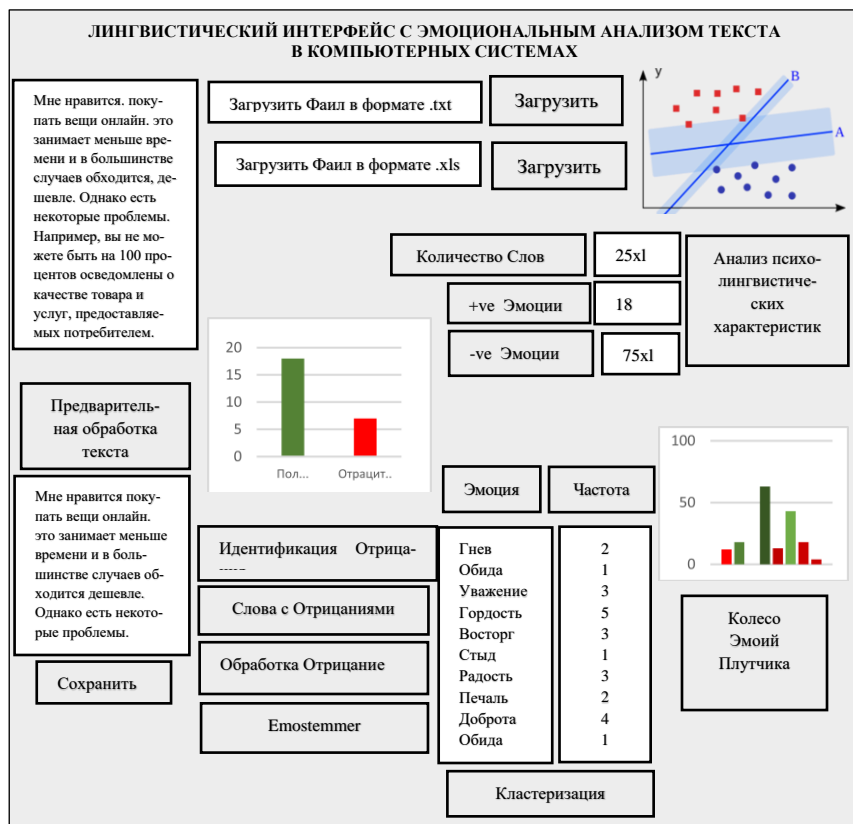 ЛИНГВИСТИЧЕСКИЙ ИНТЕРФЕЙС С ЭМОЦИОНАЛЬНЫМ АНАЛИЗОМ ТЕКСТА
В КОМПЬЮТЕРНЫХ СИСТЕМАХ
Мне нравится. поку-
пать вещи онлайн. это
занимает меньше вре-
мени и в большинстве
случаев обходится, де-
шевле. Однако есть
некоторые проблемы.
Например, вы не мо-
жете быть на 100 про-
центов осведомлены о
качестве товара и
услуг, предоставляе-
мых потребителем.
Загрузить Фаил в формате .txt
Загрузить
Загрузить Фаил в формате .xls
Загрузить
y
B
A
x
Количество Слов
25xl
+ve Эмоции
18
-ve Эмоции
75xl
Анализ психо-
лингвистиче-
ских
характеристик
20
15
10
5
0
Пол...
Отрацит..
Предваритель-
ная обработка
текста
Мне нравится поку-
пать вещи онлайн.
это занимает меньше
времени и в боль-
шинстве случаев об-
ходится дешевле.
Однако есть некото-
рые проблемы.
Сохранить
Идентификация Отрица-
Слова с Отрицаниями
Обработка Отрицание
Emostemmer
Эмоция
Частота
Гнев 2
Обида 1
Уважение 3
Гордость 5
Восторг 3
Стыд 1
Радость 3
Печаль 2
Доброта 4
Обида 1
Кластеризация
100
50
0
Колесо
Эмоий
Плутчика